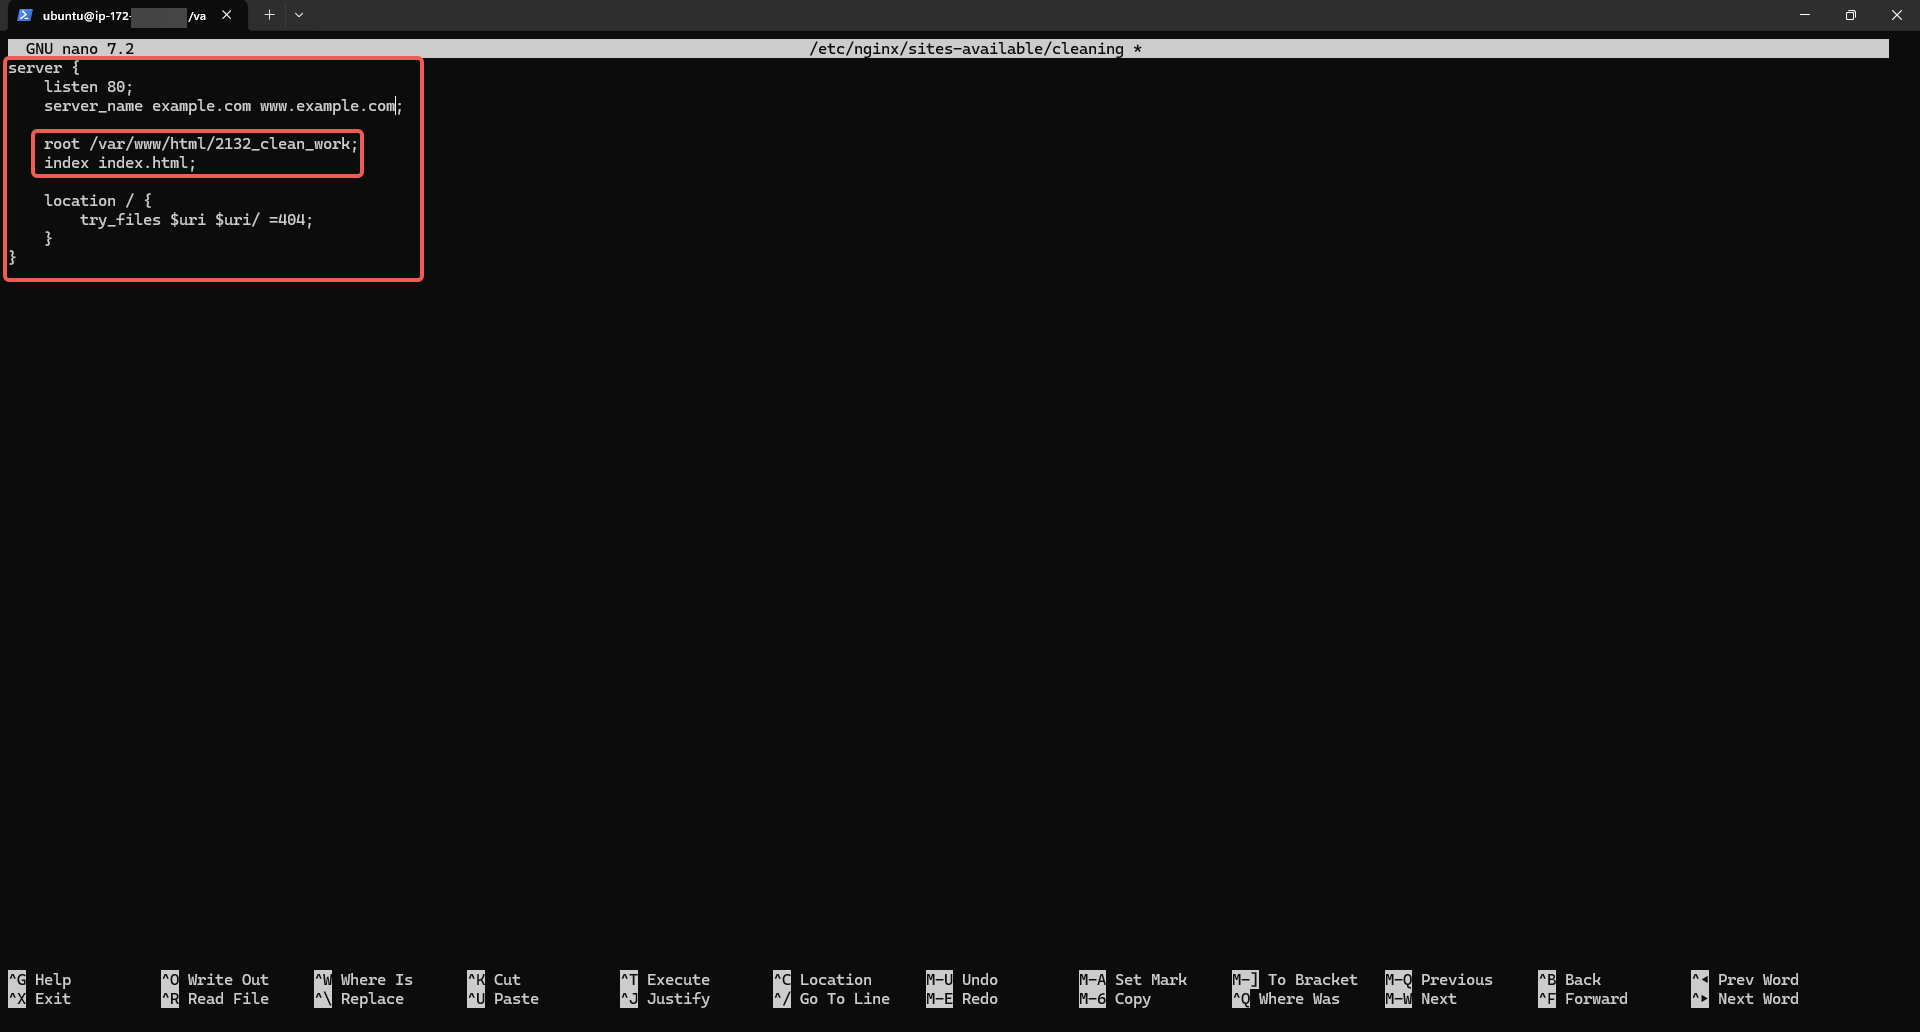 ubuntu@ip-172- /va
GNU nano 7.2 /etc/nginx/sites-available/cleaning *
server {
    listen 80;
    server_name example.com www.example.com;

    root /var/www/html/2132_clean_work;
    index index.html;

    location / {
        try_files $uri $uri/ =404;
    }
}
^G Help ^O Write Out ^W Where Is ^K Cut ^T Execute ^C Location M-U Undo M-A Set Mark M-] To Bracket M-Q Previous ^B Back ^◂ Prev Word
^X Exit ^R Read File ^\ Replace ^U Paste ^J Justify ^/ Go To Line M-E Redo M-6 Copy ^Q Where Was M-W Next ^F Forward ^▸ Next Word